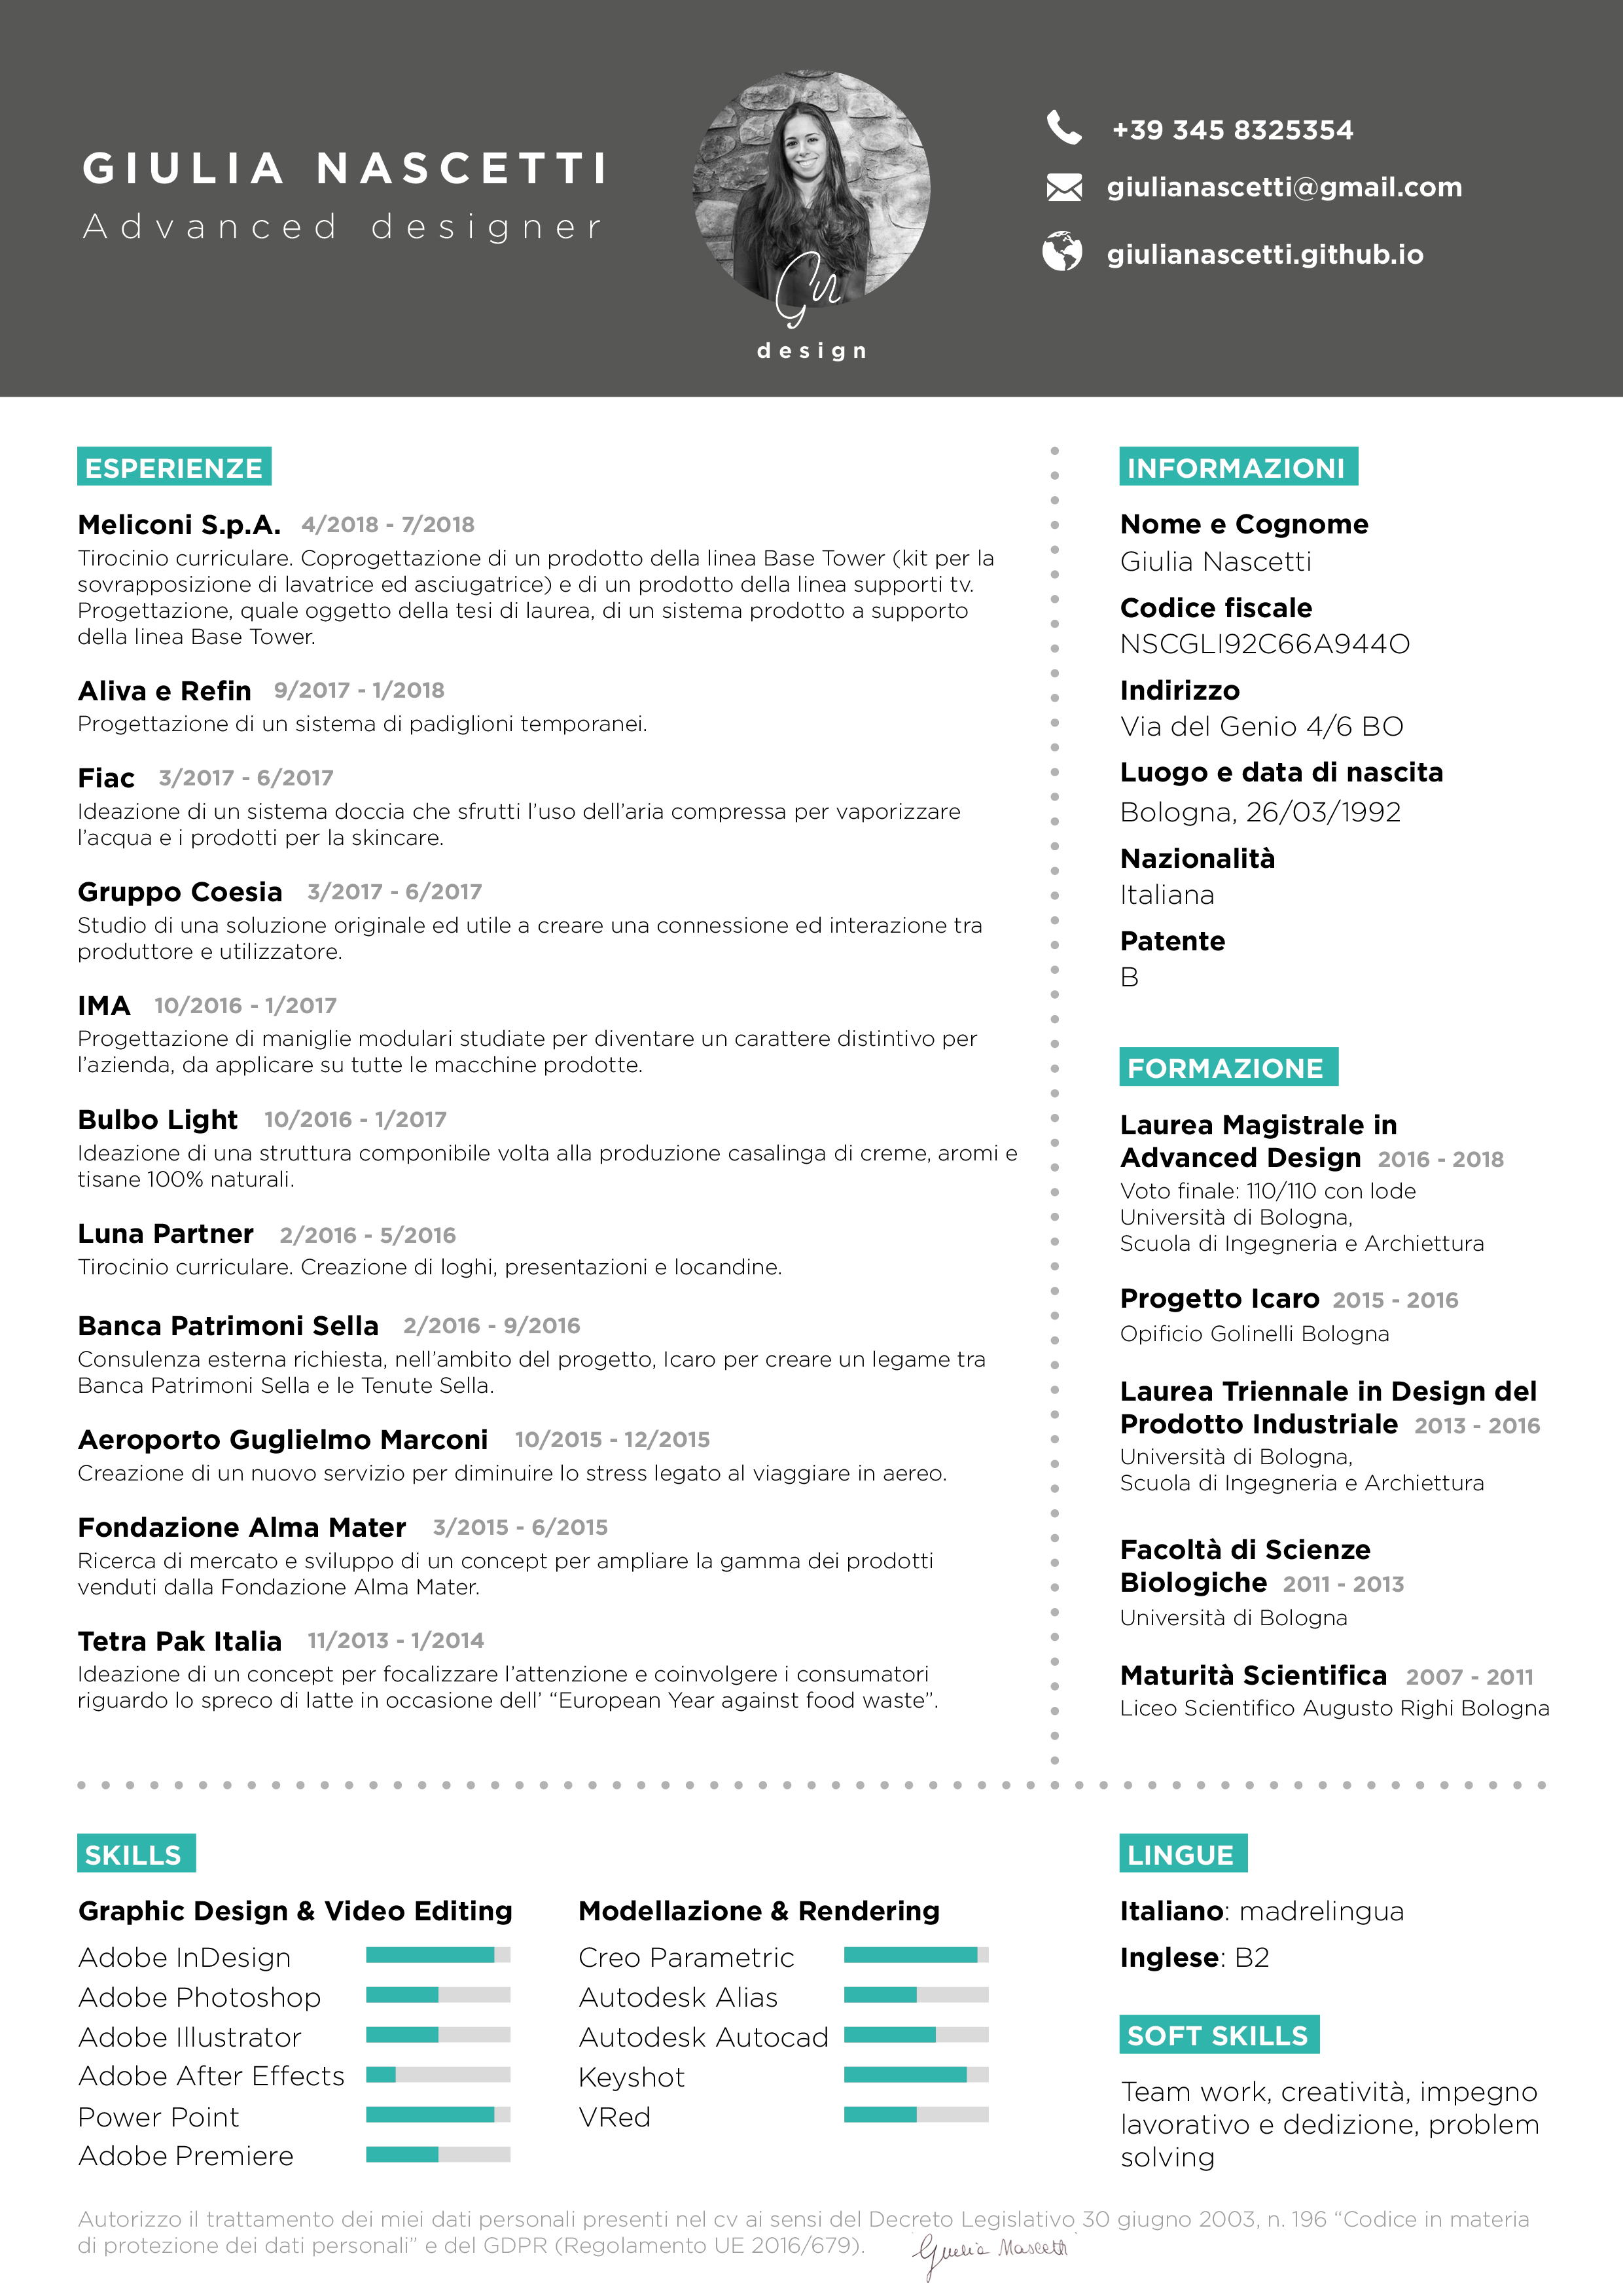 GIULIA NASCETTI
Advanced designer
Gn
design
+39 345 8325354
giulianascetti@gmail.com
giulianascetti.github.io
ESPERIENZE
Meliconi S.p.A. 4/2018 - 7/2018
Tirocinio curriculare. Coprogettazione di un prodotto della linea Base Tower (kit per la
sovrapposizione di lavatrice ed asciugatrice) e di un prodotto della linea supporti tv.
Progettazione, quale oggetto della tesi di laurea, di un sistema prodotto a supporto
della linea Base Tower.
Aliva e Refin 9/2017 - 1/2018
Progettazione di un sistema di padiglioni temporanei.
Fiac 3/2017 - 6/2017
Ideazione di un sistema doccia che sfrutti l’uso dell’aria compressa per vaporizzare
l’acqua e i prodotti per la skincare.
Gruppo Coesia 3/2017 - 6/2017
Studio di una soluzione originale ed utile a creare una connessione ed interazione tra
produttore e utilizzatore.
IMA 10/2016 - 1/2017
Progettazione di maniglie modulari studiate per diventare un carattere distintivo per
l’azienda, da applicare su tutte le macchine prodotte.
Bulbo Light 10/2016 - 1/2017
Ideazione di una struttura componibile volta alla produzione casalinga di creme, aromi e
tisane 100% naturali.
Luna Partner 2/2016 - 5/2016
Tirocinio curriculare. Creazione di loghi, presentazioni e locandine.
Banca Patrimoni Sella 2/2016 - 9/2016
Consulenza esterna richiesta, nell’ambito del progetto, Icaro per creare un legame tra
Banca Patrimoni Sella e le Tenute Sella.
Aeroporto Guglielmo Marconi 10/2015 - 12/2015
Creazione di un nuovo servizio per diminuire lo stress legato al viaggiare in aereo.
Fondazione Alma Mater 3/2015 - 6/2015
Ricerca di mercato e sviluppo di un concept per ampliare la gamma dei prodotti
venduti dalla Fondazione Alma Mater.
Tetra Pak Italia 11/2013 - 1/2014
Ideazione di un concept per focalizzare l’attenzione e coinvolgere i consumatori
riguardo lo spreco di latte in occasione dell’ “European Year against food waste”.
INFORMAZIONI
Nome e Cognome
Giulia Nascetti
Codice fiscale
NSCGLI92C66A944O
Indirizzo
Via del Genio 4/6 BO
Luogo e data di nascita
Bologna, 26/03/1992
Nazionalità
Italiana
Patente
B
FORMAZIONE
Laurea Magistrale in
Advanced Design 2016 - 2018
Voto finale: 110/110 con lode
Università di Bologna,
Scuola di Ingegneria e Archiettura
Progetto Icaro 2015 - 2016
Opificio Golinelli Bologna
Laurea Triennale in Design del
Prodotto Industriale 2013 - 2016
Università di Bologna,
Scuola di Ingegneria e Archiettura
Facoltà di Scienze
Biologiche 2011 - 2013
Università di Bologna
Maturità Scientifica 2007 - 2011
Liceo Scientifico Augusto Righi Bologna
SKILLS
Graphic Design & Video Editing
Adobe InDesign
Adobe Photoshop
Adobe Illustrator
Adobe After Effects
Power Point
Adobe Premiere
Modellazione & Rendering
Creo Parametric
Autodesk Alias
Autodesk Autocad
Keyshot
VRed
LINGUE
Italiano: madrelingua
Inglese: B2
SOFT SKILLS
Team work, creatività, impegno
lavorativo e dedizione, problem
solving
Autorizzo il trattamento dei miei dati personali presenti nel cv ai sensi del Decreto Legislativo 30 giugno 2003, n. 196 “Codice in materia
di protezione dei dati personali” e del GDPR (Regolamento UE 2016/679).
Giulia Nascetti